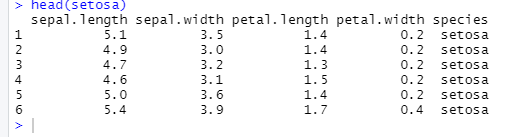 > head(setosa)
  sepal.length sepal.width petal.length petal.width species
1          5.1         3.5          1.4         0.2  setosa
2          4.9         3.0          1.4         0.2  setosa
3          4.7         3.2          1.3         0.2  setosa
4          4.6         3.1          1.5         0.2  setosa
5          5.0         3.6          1.4         0.2  setosa
6          5.4         3.9          1.7         0.4  setosa
>